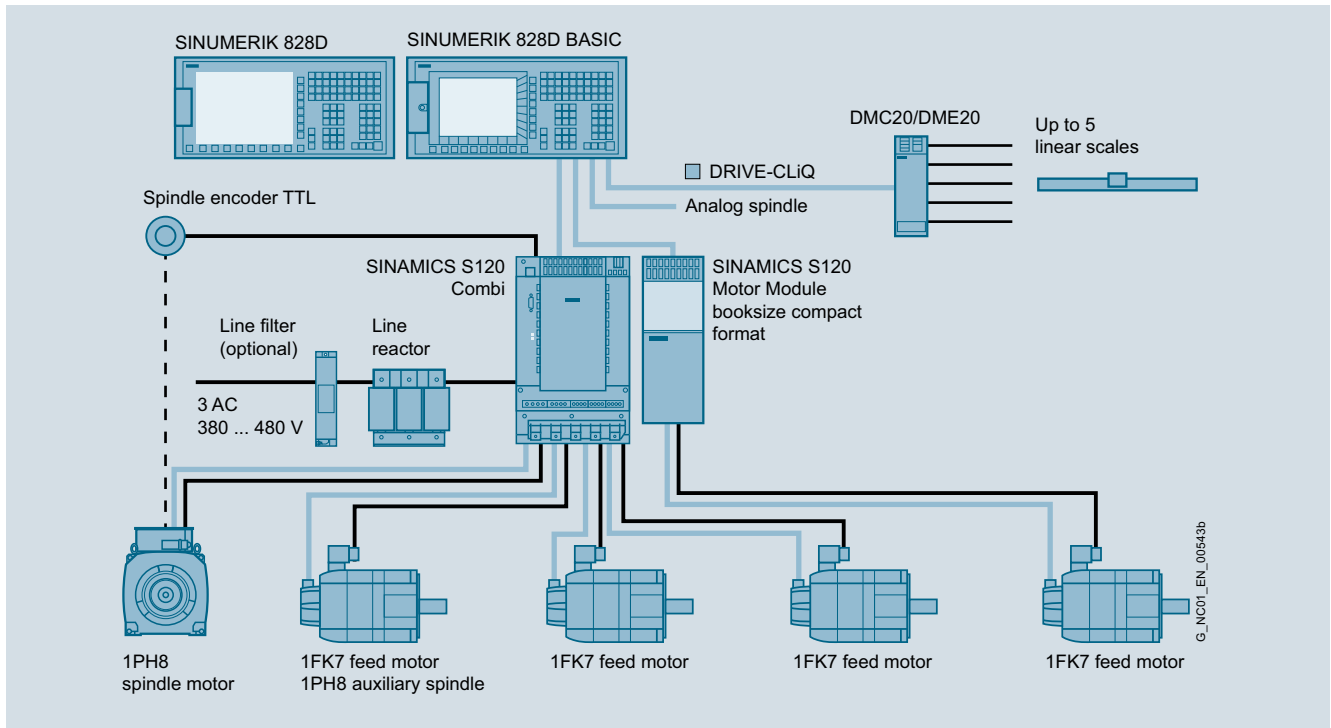 SINUMERIK 828D
SINUMERIK 828D BASIC
DMC20/DME20
Up to 5
linear scales
DRIVE-CLiQ
Analog spindle
Spindle encoder TTL
SINAMICS S120
Combi
SINAMICS S120
Motor Module
booksize compact
format
Line filter
(optional)
Line
reactor
3 AC
380 ... 480 V
1PH8
spindle motor
1FK7 feed motor
1PH8 auxiliary spindle
1FK7 feed motor
1FK7 feed motor
1FK7 feed motor
G_NC01_EN_00543b